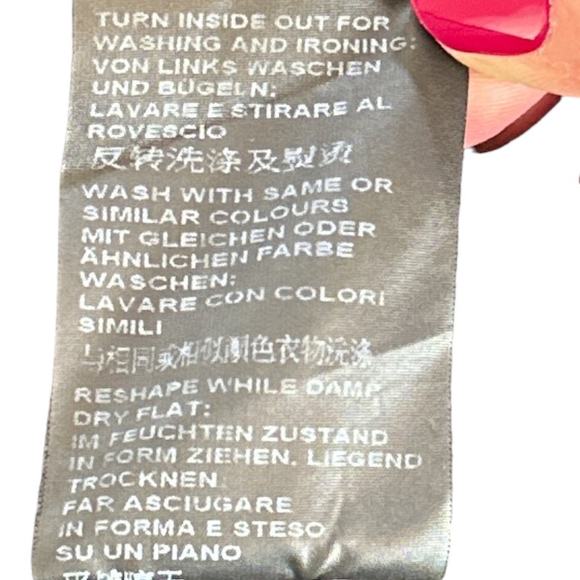 TURN INSIDE OUT FOR
WASHING AND IRONING:
VON LINKS WASCHEN
UND BÜGELN;
LAVARE E STIRARE AL
ROVESCIO
反转洗涤及熨烫
WASH WITH SAME OR
SIMILAR COLOURS
MIT GLEICHEN ODER
ÄHNLICHEN FARBE
WASCHEN;
LAVARE CON COLORI
SIMILI
与相同或相似颜色衣物洗涤
RESHAPE WHILE DAMP,
DRY FLAT:
IM FEUCHTEN ZUSTAND
IN FORM ZIEHEN. LIEGEND
TROCKNEN
FAR ASCIUGARE
IN FORMA E STESO
SU UN PIANO